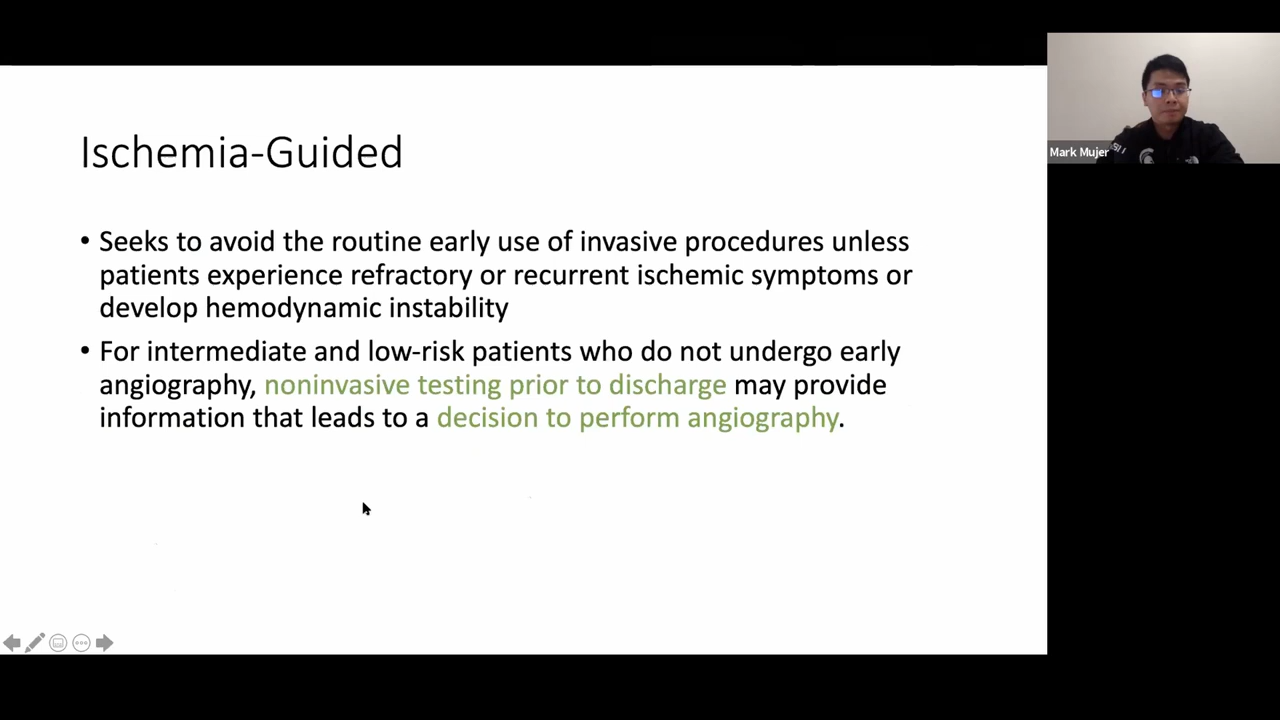 Ischemia-Guided
• Seeks to avoid the routine early use of invasive procedures unless
patients experience refractory or recurrent ischemic symptoms or
develop hemodynamic instability
• For intermediate and low-risk patients who do not undergo early
angiography, noninvasive testing prior to discharge may provide
information that leads to a decision to perform angiography.
Mark Mujer